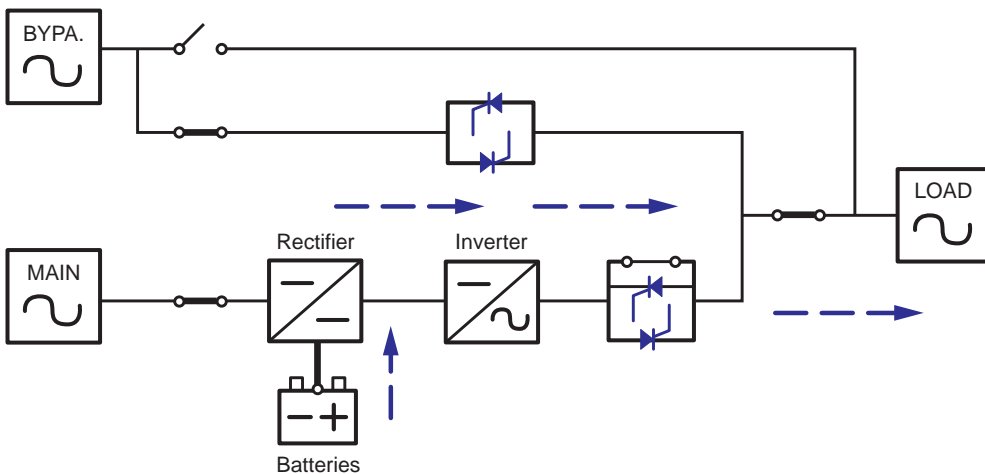 BYPA.
LOAD
Rectifier
Inverter
MAIN
Batteries